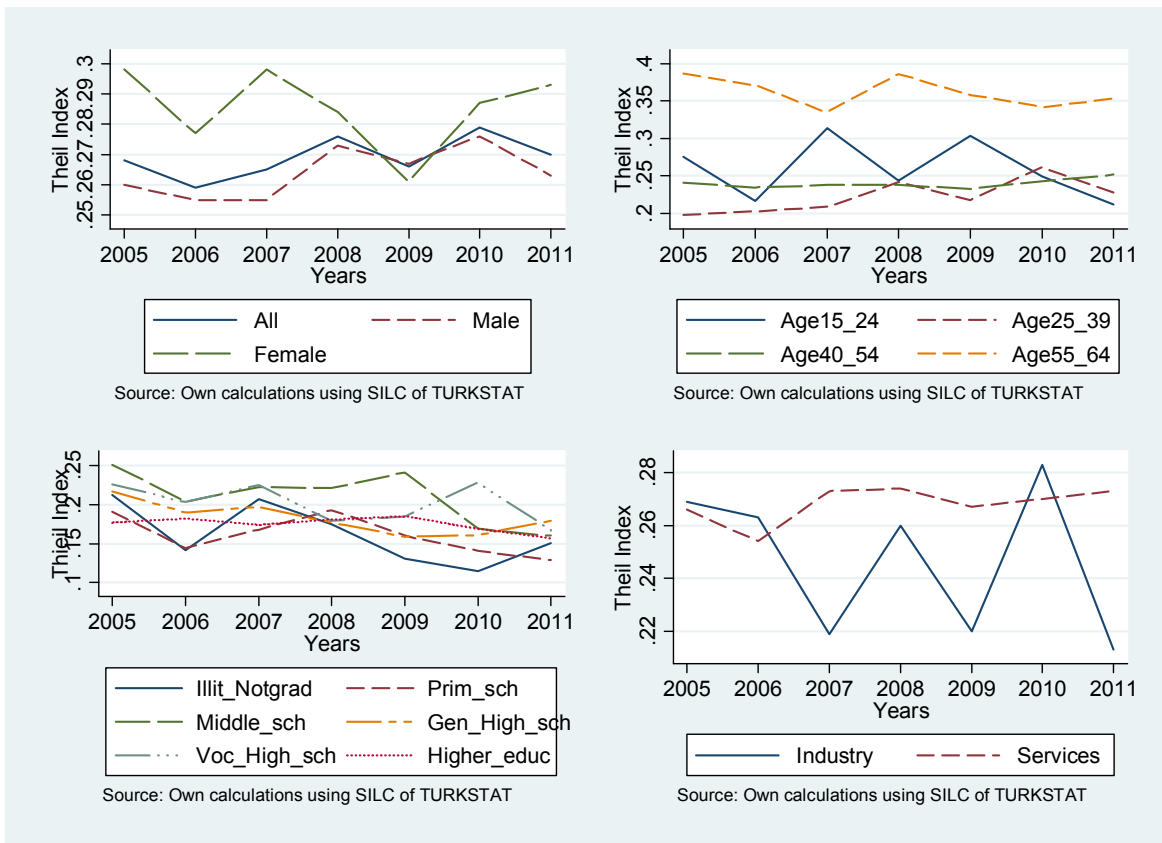 Theil Index
.25 .26 .27 .28 .29 .3
2005 2006 2007 2008 2009 2010 2011
Years
All Male
Female
Source: Own calculations using SILC of TURKSTAT
Theil Index
.2 .25 .3 .35 .4
2005 2006 2007 2008 2009 2010 2011
Years
Age15_24 Age25_39
Age40_54 Age55_64
Source: Own calculations using SILC of TURKSTAT
Thieil Index
.1 .15 .2 .25
2005 2006 2007 2008 2009 2010 2011
Years
Illit_Notgrad Prim_sch
Middle_sch Gen_High_sch
Voc_High_sch Higher_educ
Source: Own calculations using SILC of TURKSTAT
Theil Index
.22 .24 .26 .28
2005 2006 2007 2008 2009 2010 2011
Years
Industry Services
Source: Own calculations using SILC of TURKSTAT